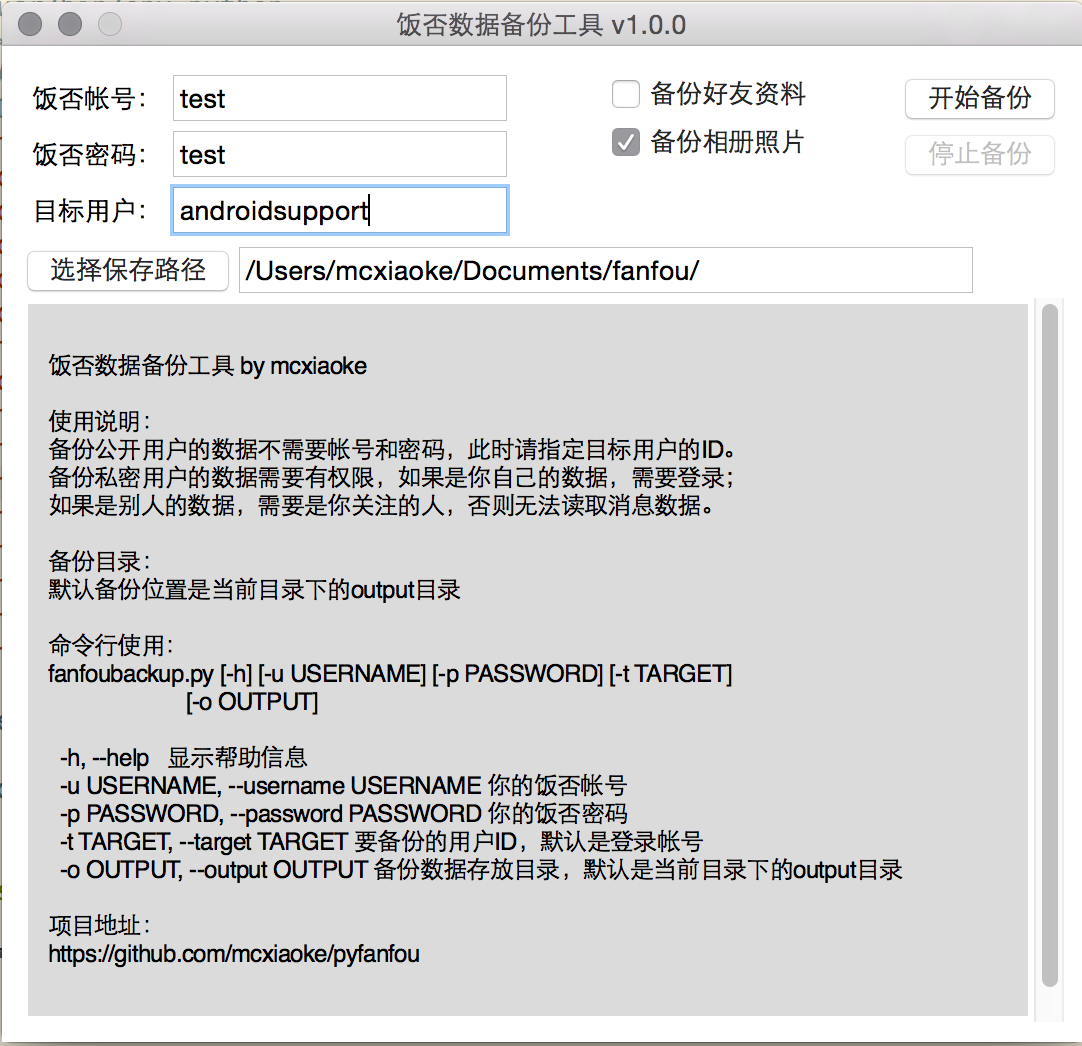 饭否数据备份工具 v1.0.0
饭否帐号：
test
备份好友资料
开始备份
饭否密码：
test
备份相册照片
停止备份
目标用户：
androidsupport
选择保存路径
/Users/mcxiaoke/Documents/fanfou/
饭否数据备份工具 by mcxiaoke
使用说明：
备份公开用户的数据不需要帐号和密码，此时请指定目标用户的ID。
备份私密用户的数据需要有权限，如果是你自己的数据，需要登录；
如果是别人的数据，需要是你关注的人，否则无法读取消息数据。
备份目录：
默认备份位置是当前目录下的output目录
命令行使用：
fanfoubackup.py [-h] [-u USERNAME] [-p PASSWORD] [-t TARGET]
[-o OUTPUT]
-h, --help 显示帮助信息
-u USERNAME, --username USERNAME 你的饭否帐号
-p PASSWORD, --password PASSWORD 你的饭否密码
-t TARGET, --target TARGET 要备份的用户ID，默认是登录帐号
-o OUTPUT, --output OUTPUT 备份数据存放目录，默认是当前目录下的output目录
项目地址：
https://github.com/mcxiaoke/pyfanfou